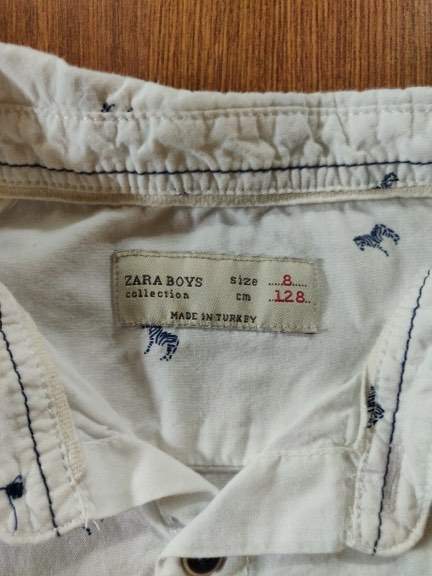 ZARA BOYS size ....8.....
collection cm ..128..
MADE IN TURKEY